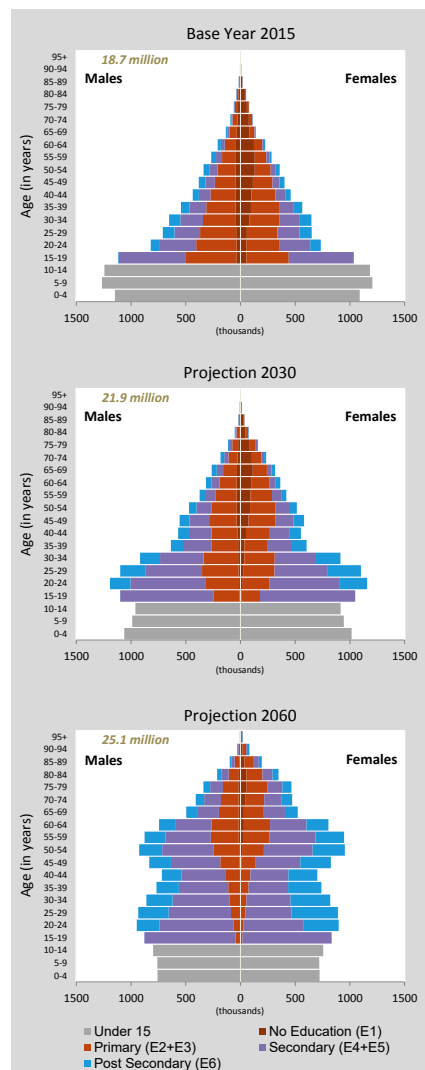 Base Year 2015
18.7 million
Males
Females
Age (in years)
95+
90-94
85-89
80-84
75-79
70-74
65-69
60-64
55-59
50-54
45-49
40-44
35-39
30-34
25-29
20-24
15-19
10-14
5-9
0-4
1500 1000 500 0 500 1000 1500
(thousands)
Projection 2030
21.9 million
Males
Females
Age (in years)
95+
90-94
85-89
80-84
75-79
70-74
65-69
60-64
55-59
50-54
45-49
40-44
35-39
30-34
25-29
20-24
15-19
10-14
5-9
0-4
1500 1000 500 0 500 1000 1500
(thousands)
Projection 2060
25.1 million
Males
Females
Age (in years)
95+
90-94
85-89
80-84
75-79
70-74
65-69
60-64
55-59
50-54
45-49
40-44
35-39
30-34
25-29
20-24
15-19
10-14
5-9
0-4
1500 1000 500 0 500 1000 1500
(thousands)
Under 15 No Education (E1)
Primary (E2+E3) Secondary (E4+E5)
Post Secondary (E6)